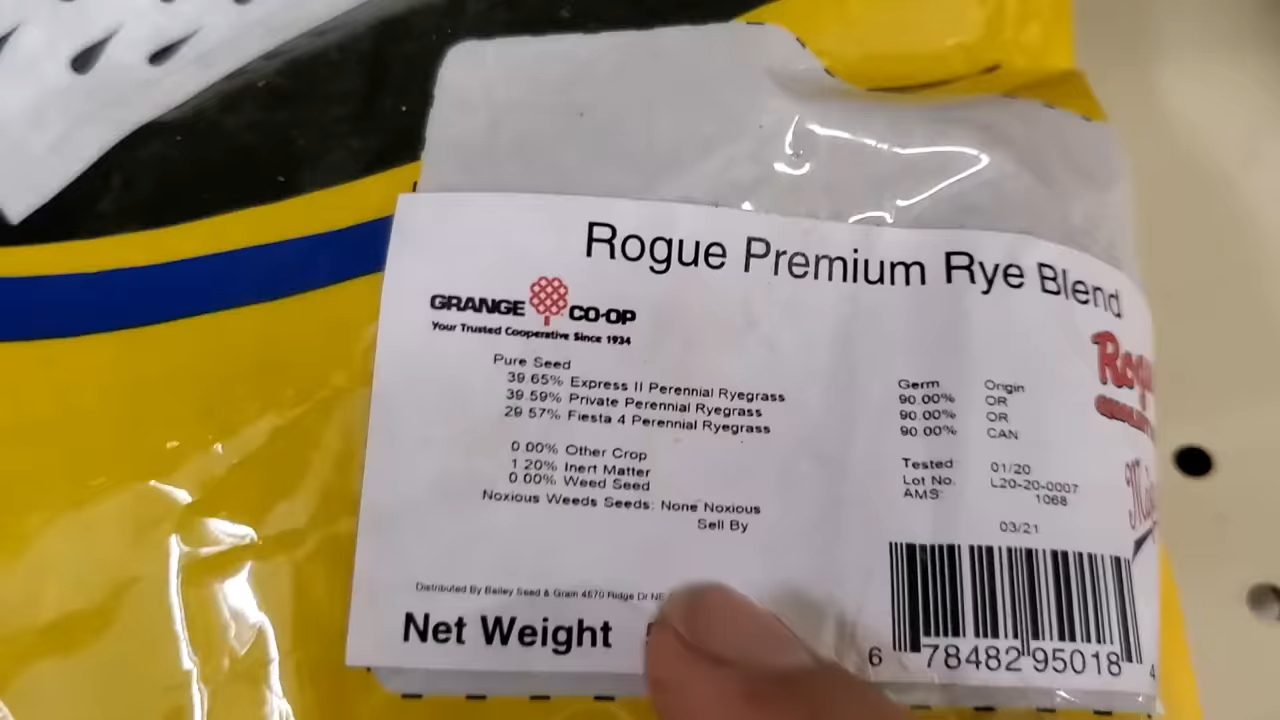 Rogue Premium Rye Blend
GRANGE CO-OP
Your Trusted Cooperative Since 1934
Pure Seed
39.65% Express II Perennial Ryegrass
39.59% Private Perennial Ryegrass
29.57% Fiesta 4 Perennial Ryegrass
0.00% Other Crop
1.20% Inert Matter
0.00% Weed Seed
Noxious Weeds Seeds: None Noxious
Sell By
Germ Origin
90.00% OR
90.00% OR
90.00% CAN
Tested 01/20
Lot No. L20-20-0007
AMS: 1068
03/21
Distributed By Bailey Seed & Grain 4570 Ridge Dr NE
Net Weight
6 78482 95018 4